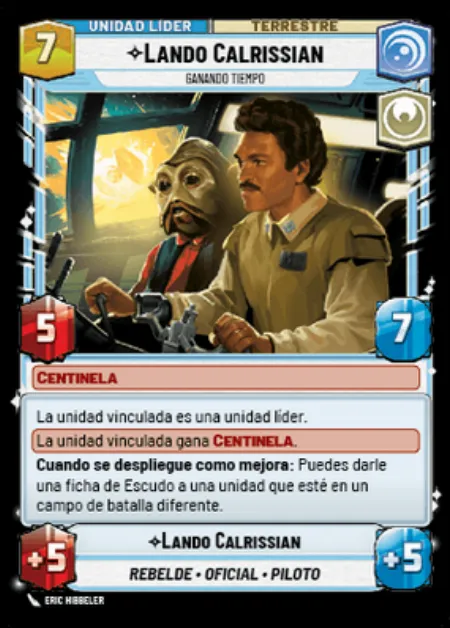 UNIDAD LÍDER
TERRESTRE
7
LANDO CALRISSIAN
GANANDO TIEMPO
5
7
CENTINELA
La unidad vinculada es una unidad líder.
La unidad vinculada gana CENTINELA.
Cuando se despliegue como mejora: Puedes darle
una ficha de Escudo a una unidad que esté en un
campo de batalla diferente.
+5
LANDO CALRISSIAN
+5
REBELDE • OFICIAL • PILOTO
ERIC HIBBELER